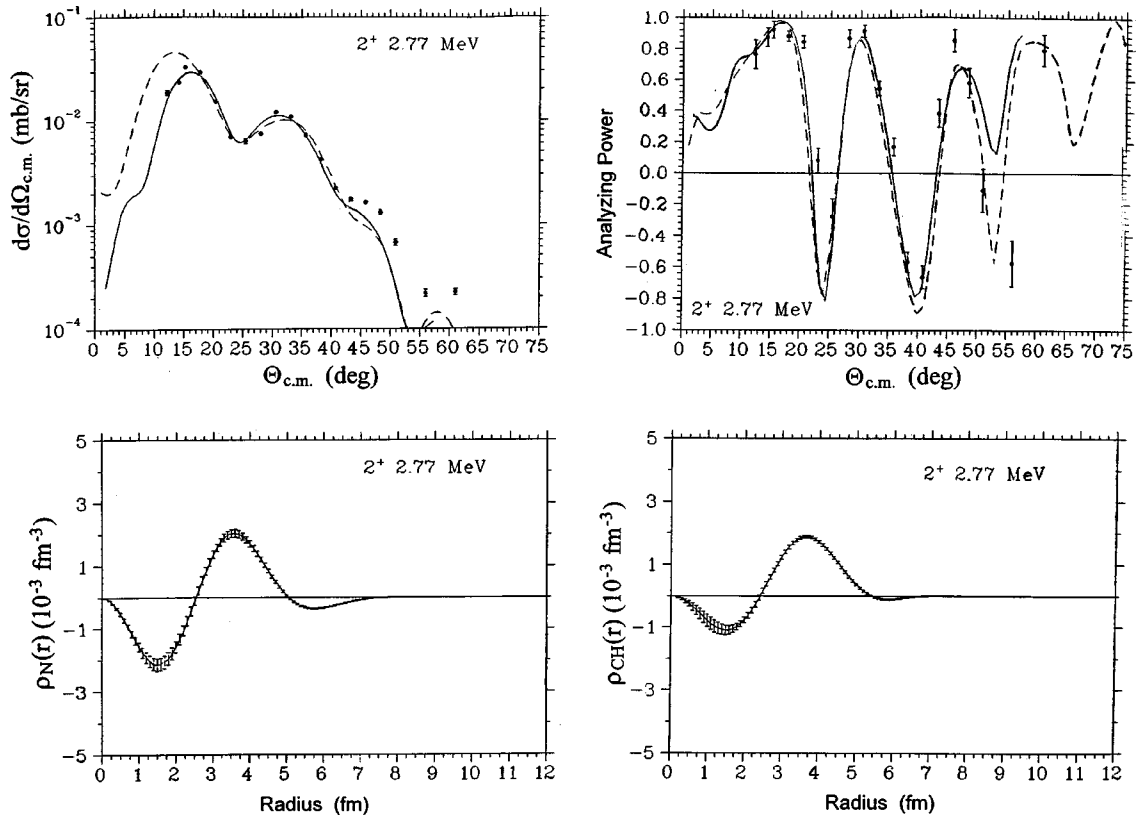 2⁺ 2.77 MeV
dσ/dΩc.m. (mb/sr)
10⁻¹
10⁻²
10⁻³
10⁻⁴
0 5 10 15 20 25 30 35 40 45 50 55 60 65 70 75
Θc.m. (deg)
Analyzing Power
1.0
0.8
0.6
0.4
0.2
0.0
-0.2
-0.4
-0.6
-0.8
-1.0
2⁺ 2.77 MeV
0 5 10 15 20 25 30 35 40 45 50 55 60 65 70 75
Θc.m. (deg)
2⁺ 2.77 MeV
ρN(r) (10⁻³ fm⁻³)
5
3
1
-1
-3
-5
0 1 2 3 4 5 6 7 8 9 10 11 12
Radius (fm)
2⁺ 2.77 MeV
ρCH(r) (10⁻³ fm⁻³)
5
3
1
-1
-3
-5
0 1 2 3 4 5 6 7 8 9 10 11 12
Radius (fm)